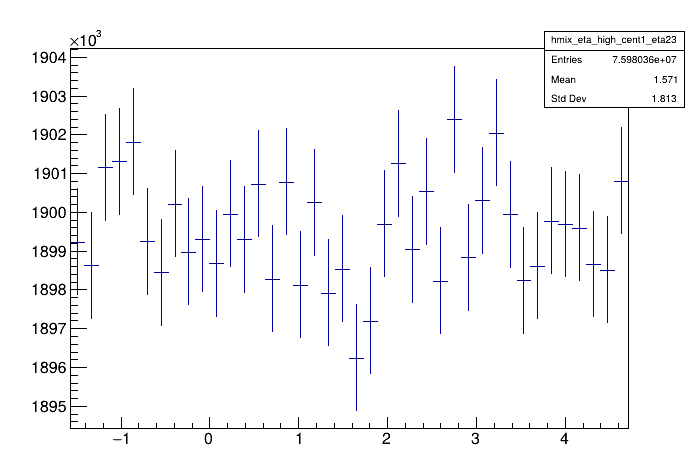 ×10³
hmix_eta_high_cent1_eta23
Entries 7.598036e+07
Mean 1.571
Std Dev 1.813
1904
1903
1902
1901
1900
1899
1898
1897
1896
1895
−1 0 1 2 3 4